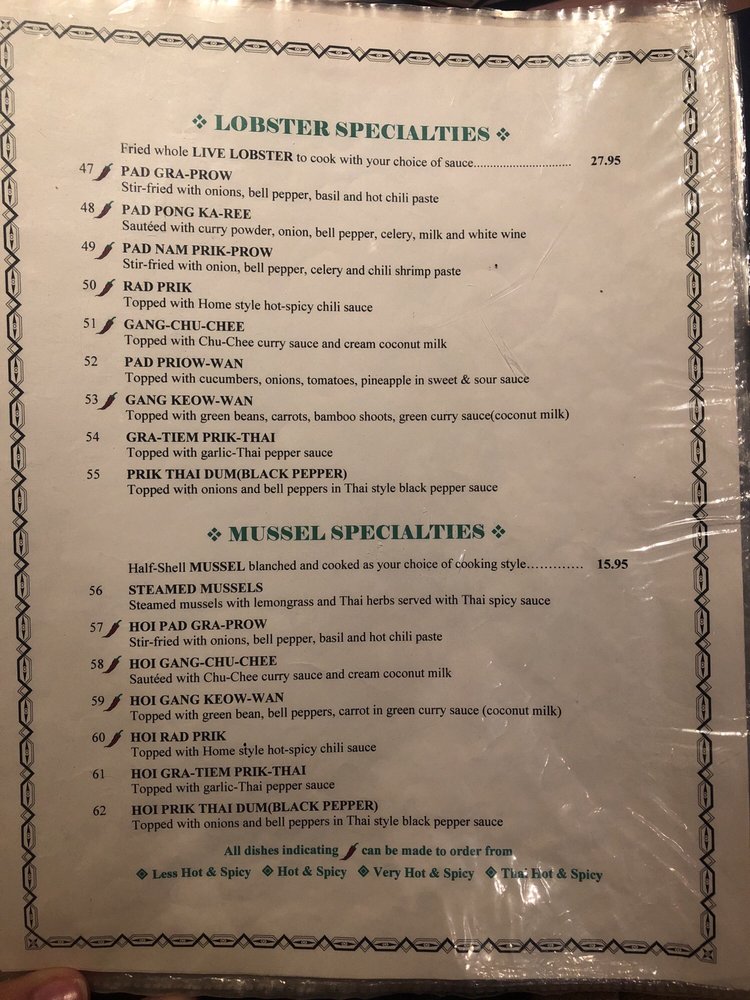 LOBSTER SPECIALTIES
Fried whole LIVE LOBSTER to cook with your choice of sauce............................. 27.95
47 PAD GRA-PROW
Stir-fried with onions, bell pepper, basil and hot chili paste
48 PAD PONG KA-REE
Sautéed with curry powder, onion, bell pepper, celery, milk and white wine
49 PAD NAM PRIK-PROW
Stir-fried with onion, bell pepper, celery and chili shrimp paste
50 RAD PRIK
Topped with Home style hot-spicy chili sauce
51 GANG-CHU-CHEE
Topped with Chu-Chee curry sauce and cream coconut milk
52 PAD PRIOW-WAN
Topped with cucumbers, onions, tomatoes, pineapple in sweet & sour sauce
53 GANG KEOW-WAN
Topped with green beans, carrots, bamboo shoots, green curry sauce(coconut milk)
54 GRA-TIEM PRIK-THAI
Topped with garlic-Thai pepper sauce
55 PRIK THAI DUM(BLACK PEPPER)
Topped with onions and bell peppers in Thai style black pepper sauce
MUSSEL SPECIALTIES
Half-Shell MUSSEL blanched and cooked as your choice of cooking style............. 15.95
56 STEAMED MUSSELS
Steamed mussels with lemongrass and Thai herbs served with Thai spicy sauce
57 HOI PAD GRA-PROW
Stir-fried with onions, bell pepper, basil and hot chili paste
58 HOI GANG-CHU-CHEE
Sautéed with Chu-Chee curry sauce and cream coconut milk
59 HOI GANG KEOW-WAN
Topped with green bean, bell peppers, carrot in green curry sauce (coconut milk)
60 HOI RAD PRIK
Topped with Home style hot-spicy chili sauce
61 HOI GRA-TIEM PRIK-THAI
Topped with garlic-Thai pepper sauce
62 HOI PRIK THAI DUM(BLACK PEPPER)
Topped with onions and bell peppers in Thai style black pepper sauce
All dishes indicating can be made to order from
Less Hot & Spicy Hot & Spicy Very Hot & Spicy Thai Hot & Spicy